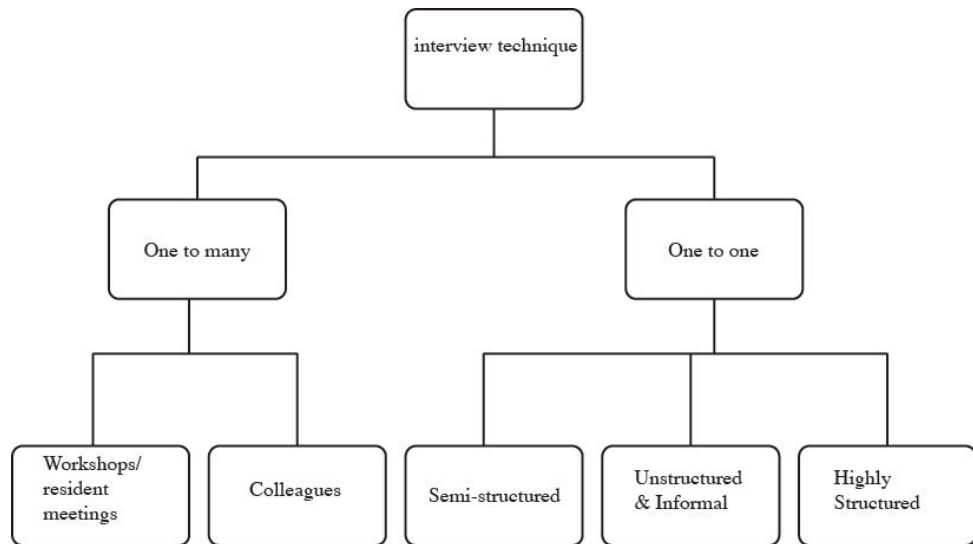 interview technique
One to many
One to one
Workshops/
resident
meetings
Colleagues
Semi-structured
Unstructured
& Informal
Highly
Structured